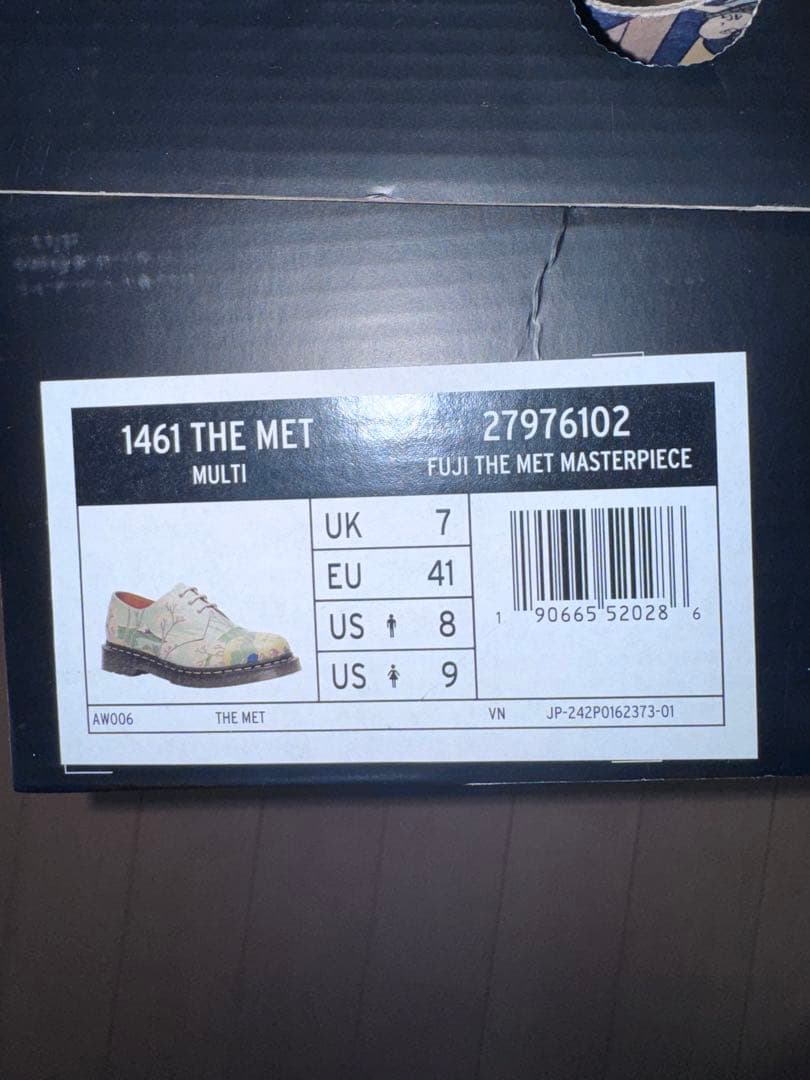 1461 THE MET
MULTI
27976102
FUJI THE MET MASTERPIECE
UK 7
EU 41
US 8
US 9
1 90665 52028 6
AW006 THE MET VN JP-242P0162373-01